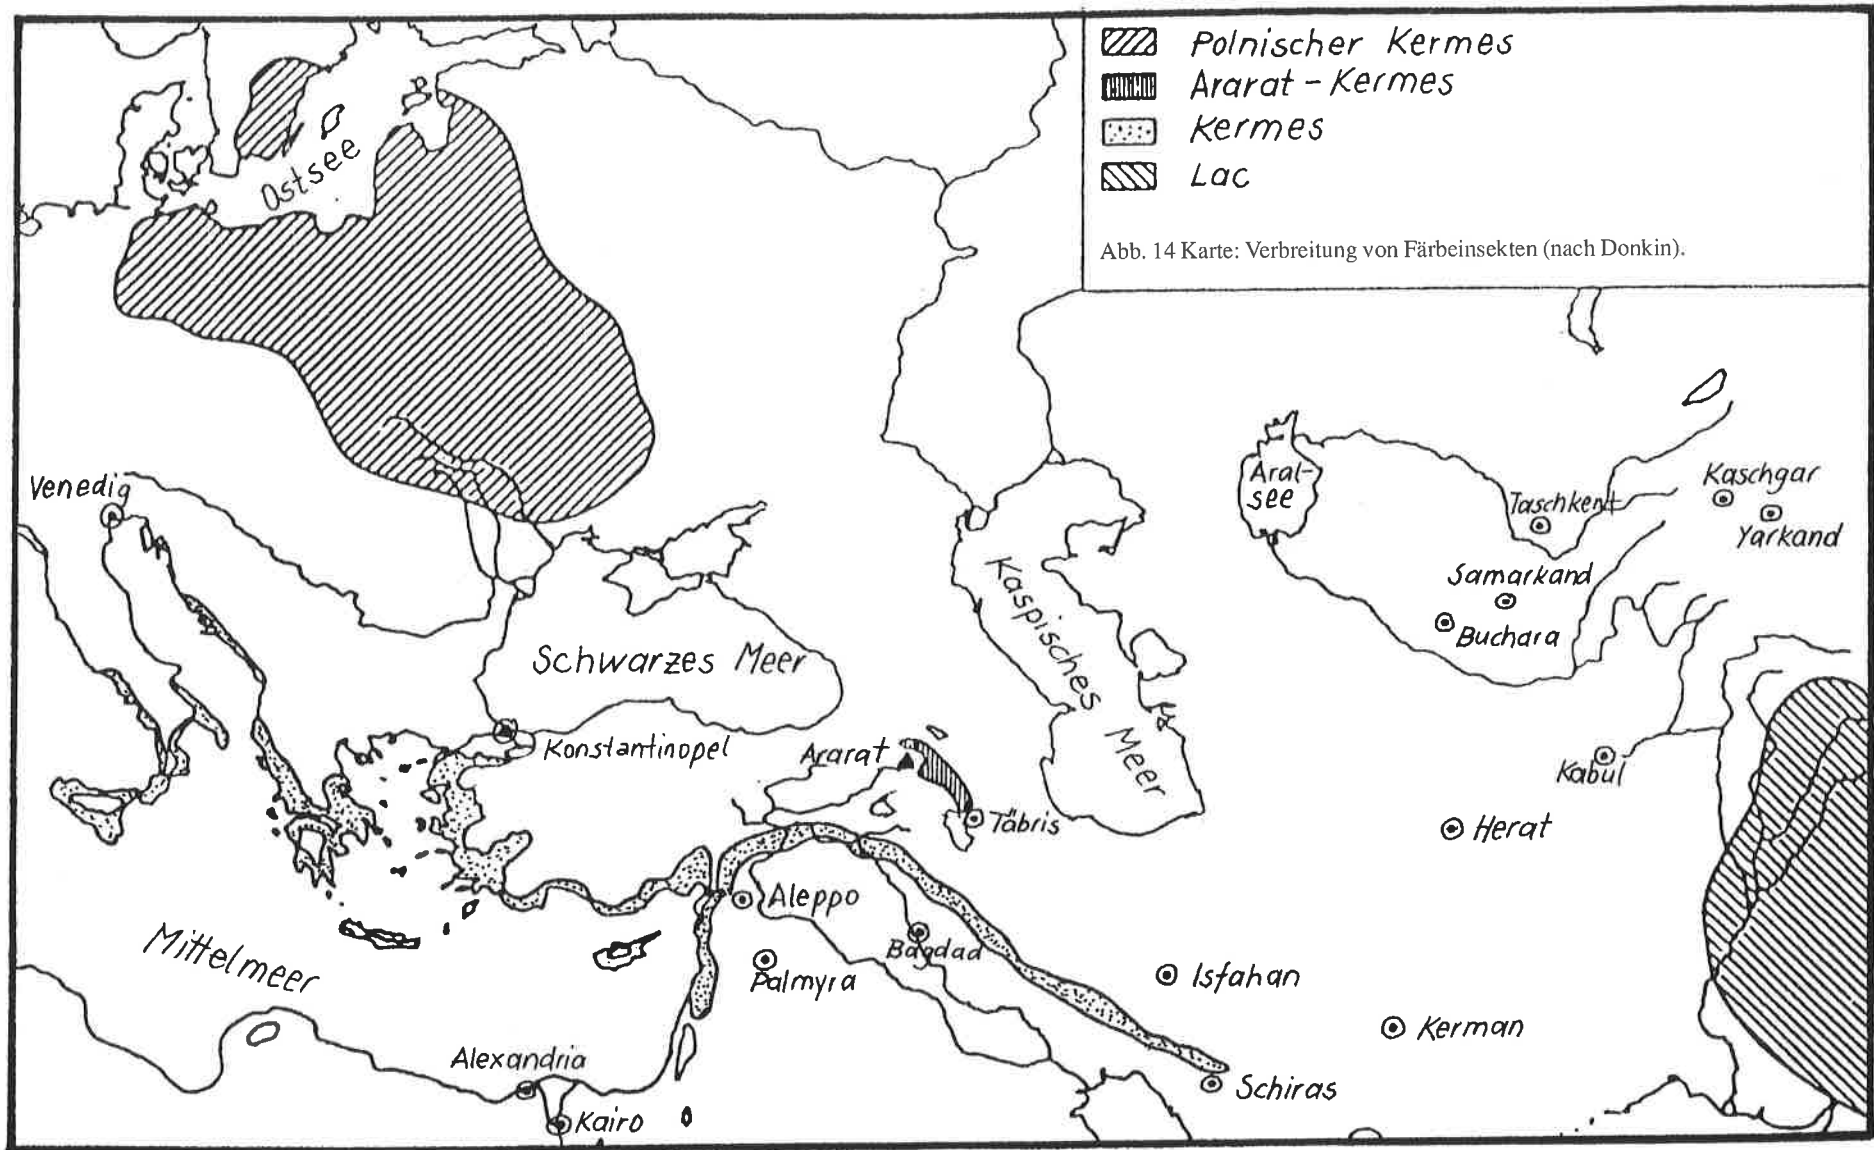 Polnischer Kermes
Ararat-Kermes
Kermes
Lac
Abb. 14 Karte: Verbreitung von Färbeinsekten (nach Donkin).
Ostsee
Venedig
Aral-
see
Kaschgar
Taschkent
Yarkand
Samarkand
Buchara
Kaspisches Meer
Schwarzes Meer
Konstantinopel
Ararat
Kabul
Täbris
Herat
Aleppo
Bagdad
Mittelmeer
Palmyra
Isfahan
Kerman
Alexandria
Schiras
Kairo